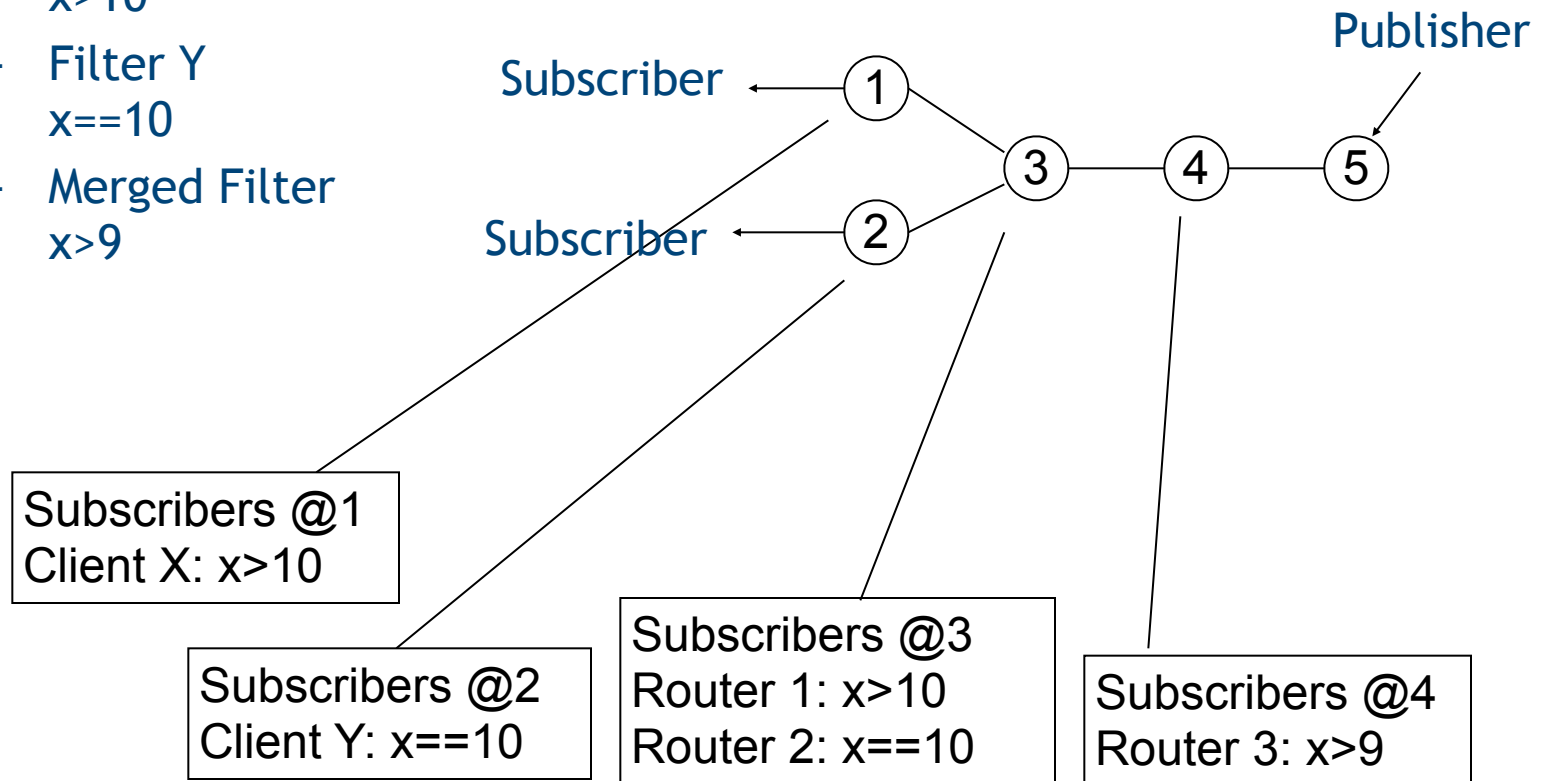 x>10
- Filter Y
x==10
- Merged Filter
x>9
Publisher
Subscriber
1
3
4
5
Subscriber
2
Subscribers @1
Client X: x>10
Subscribers @2
Client Y: x==10
Subscribers @3
Router 1: x>10
Router 2: x==10
Subscribers @4
Router 3: x>9